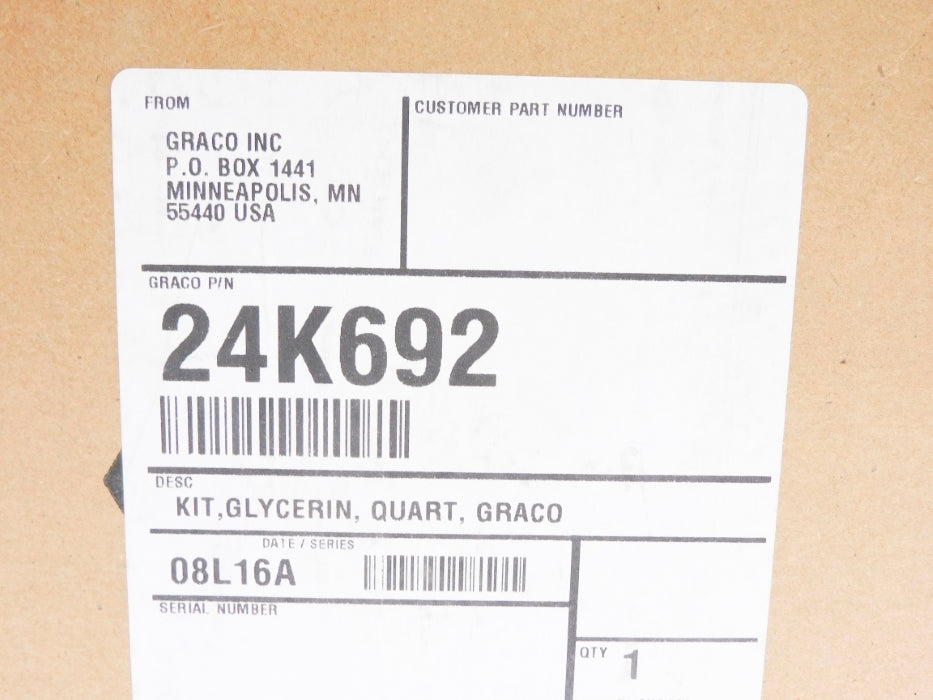 FROM
GRACO INC
P.O. BOX 1441
MINNEAPOLIS, MN
55440 USA
CUSTOMER PART NUMBER
GRACO P/N
24K692
DESC
KIT,GLYCERIN, QUART, GRACO
DATE / SERIES
08L16A
SERIAL NUMBER
QTY 1